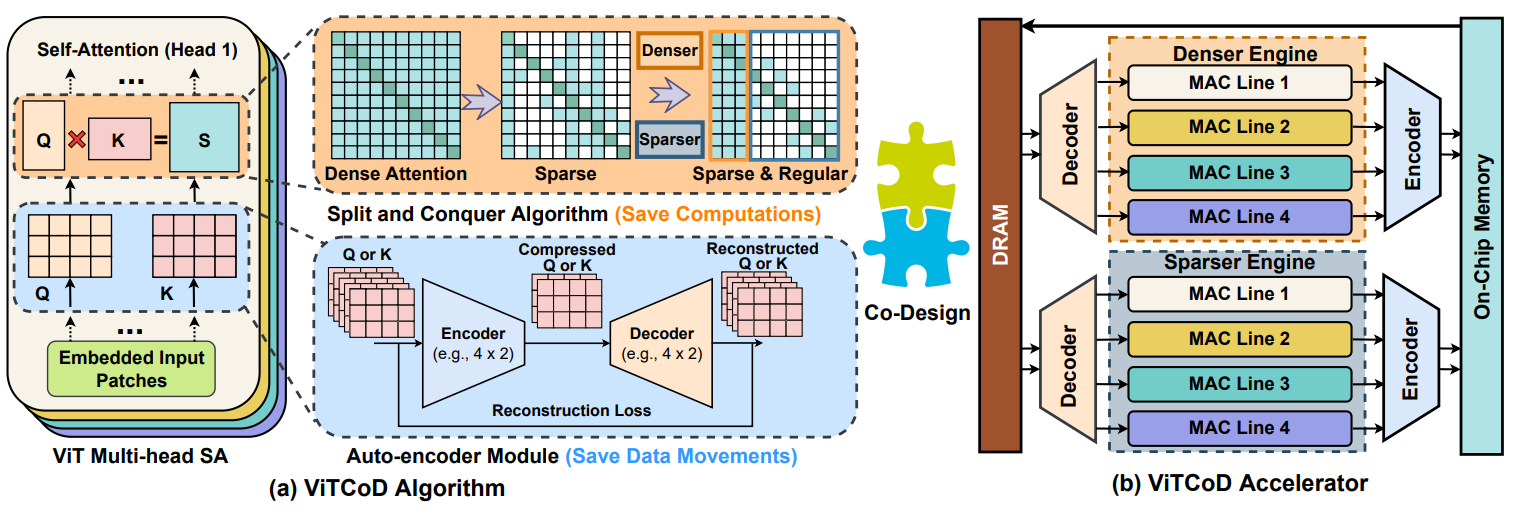 Self-Attention (Head 1)
...
Q
K
=
S
Q
K
...
Embedded Input
Patches
ViT Multi-head SA
Denser
Sparser
Dense Attention
Sparse
Sparse & Regular
Split and Conquer Algorithm (Save Computations)
Q or K
Compressed
Q or K
Reconstructed
Q or K
Encoder
(e.g., 4 x 2)
Decoder
(e.g., 4 x 2)
Reconstruction Loss
Auto-encoder Module (Save Data Movements)
(a) ViTCoD Algorithm
Co-Design
DRAM
Decoder
Denser Engine
MAC Line 1
MAC Line 2
MAC Line 3
MAC Line 4
Encoder
Decoder
Sparser Engine
MAC Line 1
MAC Line 2
MAC Line 3
MAC Line 4
Encoder
On-Chip Memory
(b) ViTCoD Accelerator